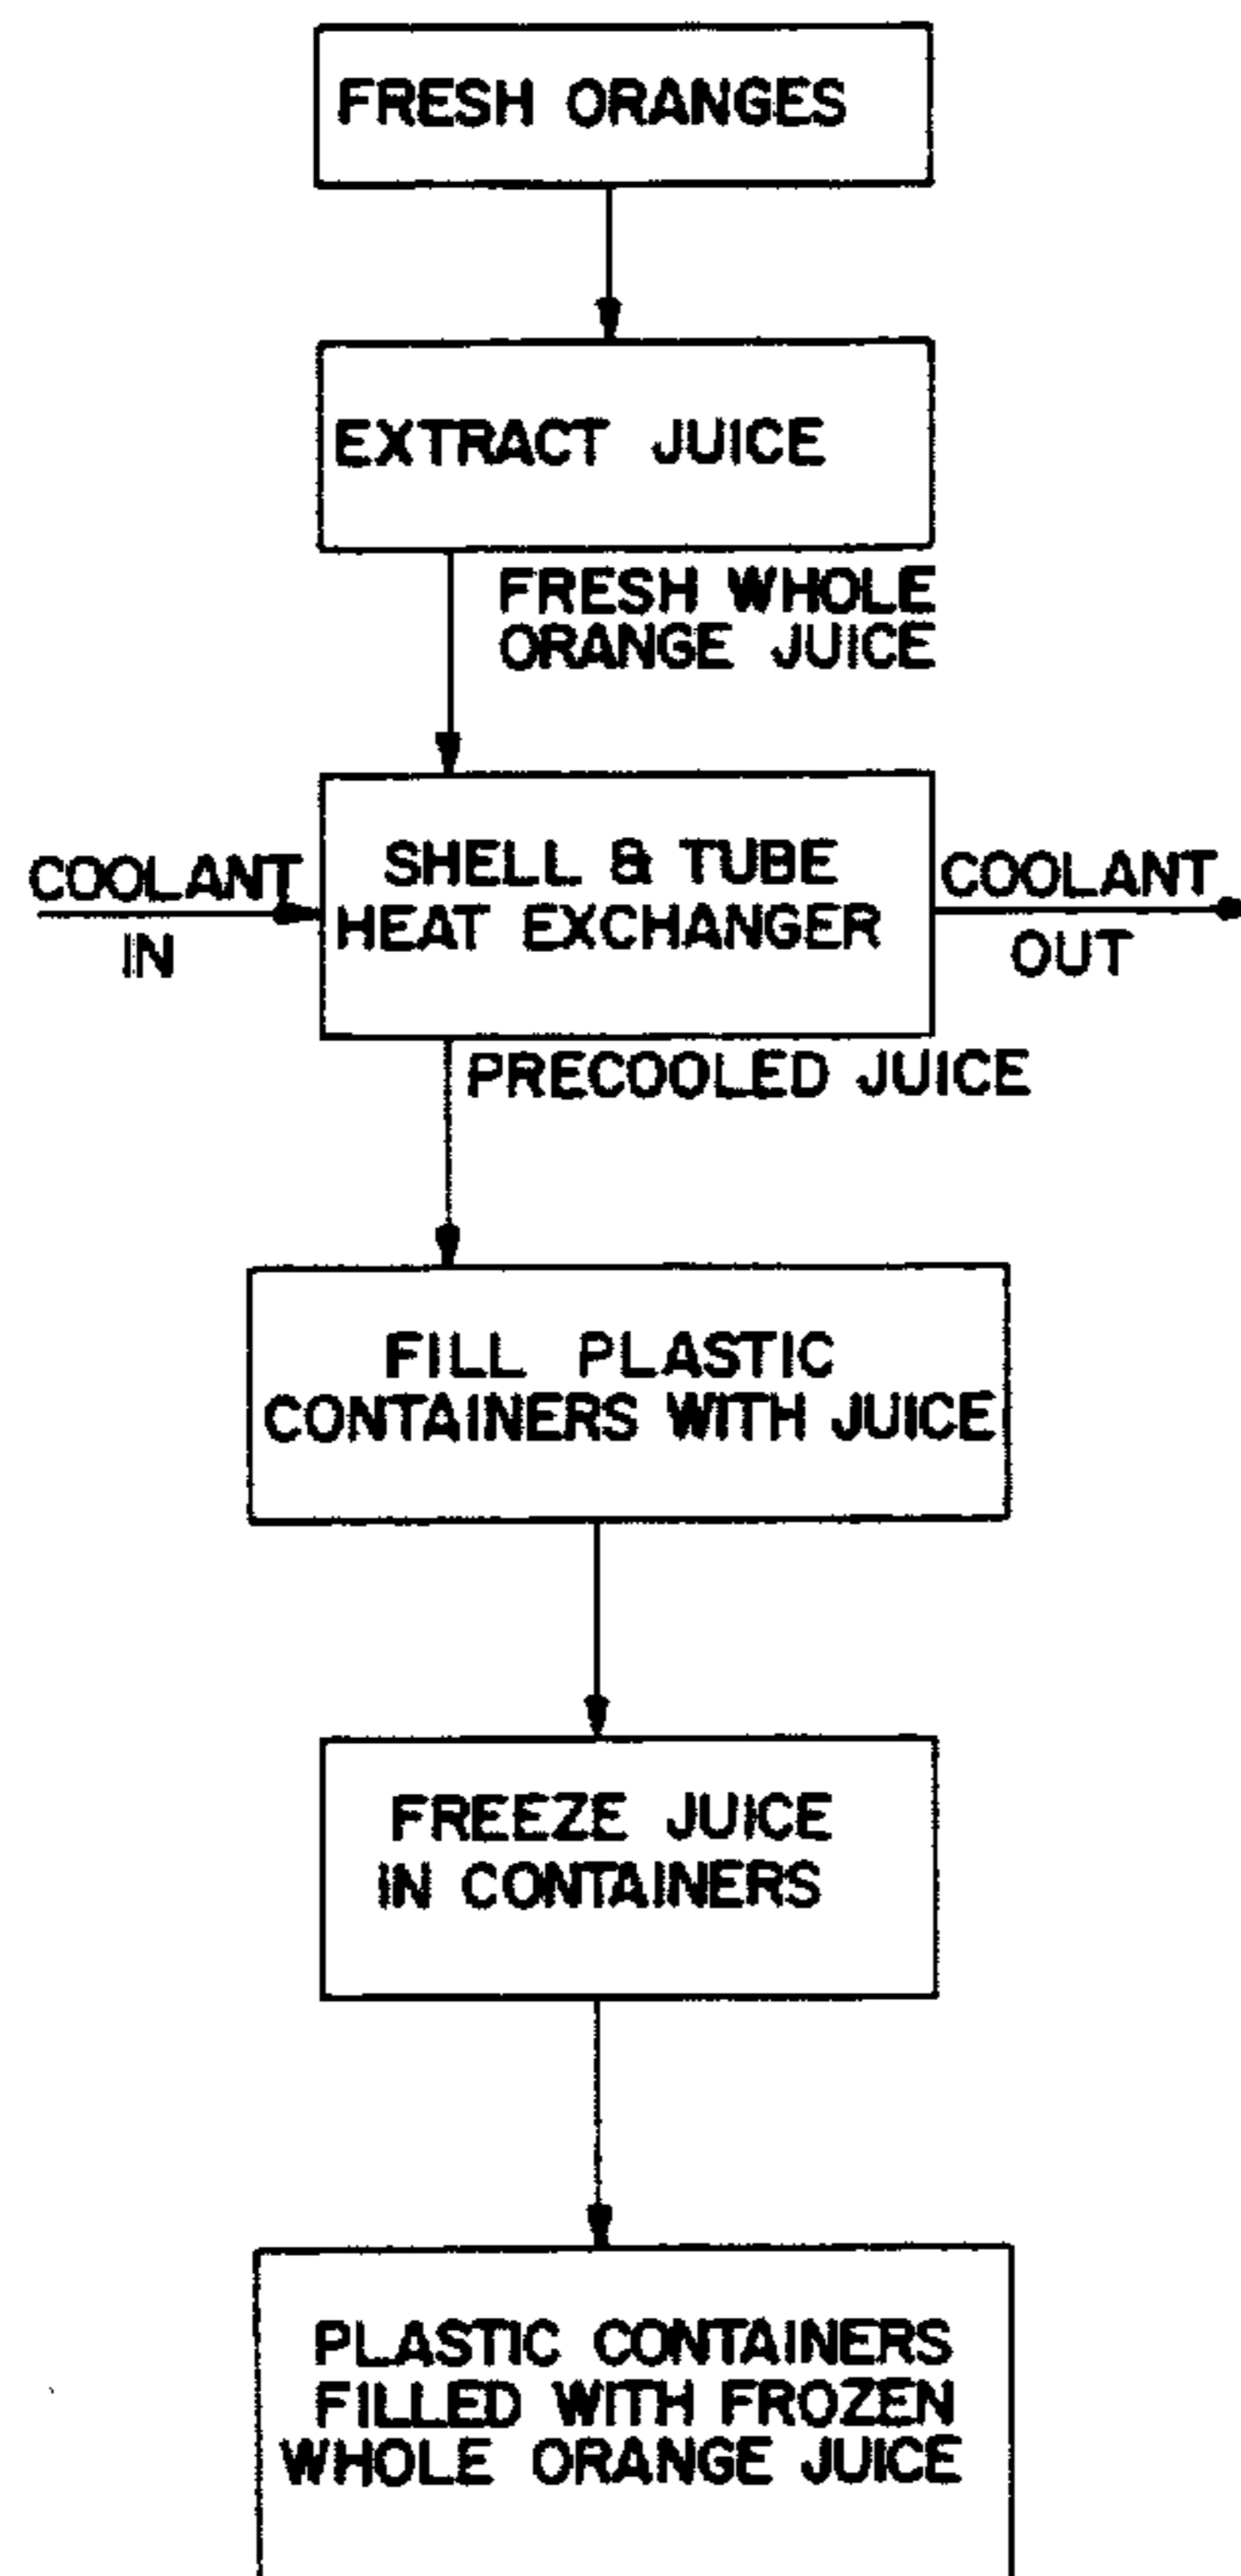 FRESH ORANGES
EXTRACT JUICE
FRESH WHOLE
ORANGE JUICE
COOLANT
IN
SHELL & TUBE
HEAT EXCHANGER
COOLANT
OUT
PRECOOLED JUICE
FILL PLASTIC
CONTAINERS WITH JUICE
FREEZE JUICE
IN CONTAINERS
PLASTIC CONTAINERS
FILLED WITH FROZEN
WHOLE ORANGE JUICE